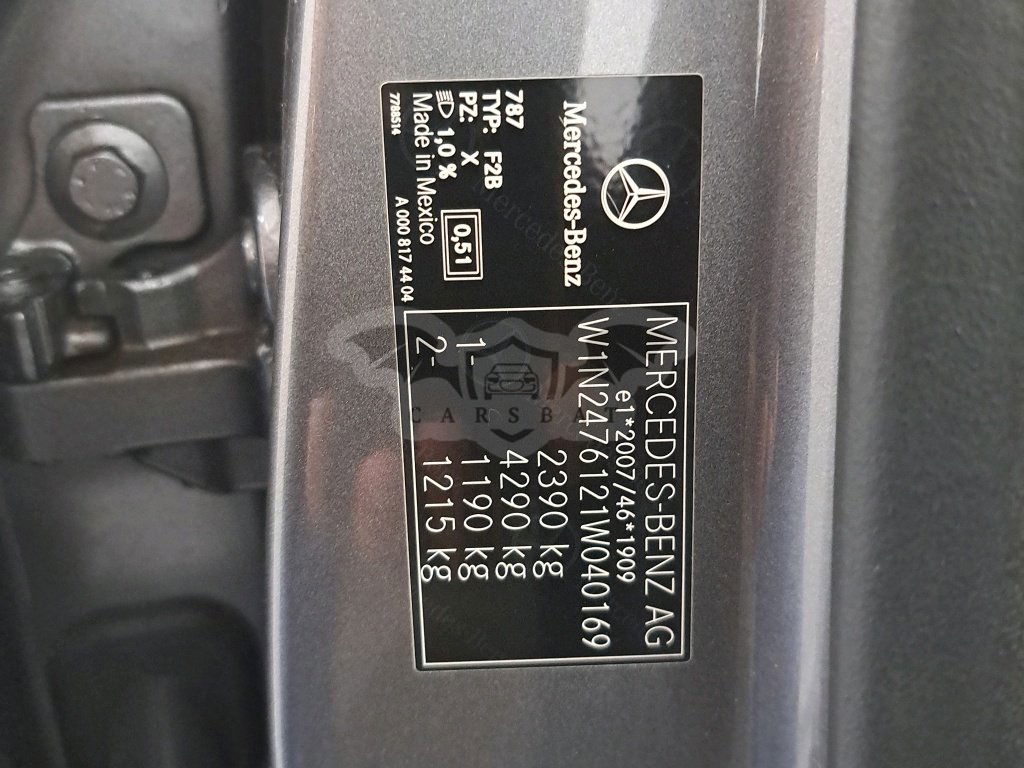 Mercedes-Benz
787
TYP: F2B
PZ: X
0,51
1,0 %
Made in Mexico
7788514
A 000 817 44 04
MERCEDES-BENZ AG
e1*2007/46*1909
W1N2476121W040169
2390 kg
4290 kg
1- 1190 kg
2- 1215 kg
CARSBAT